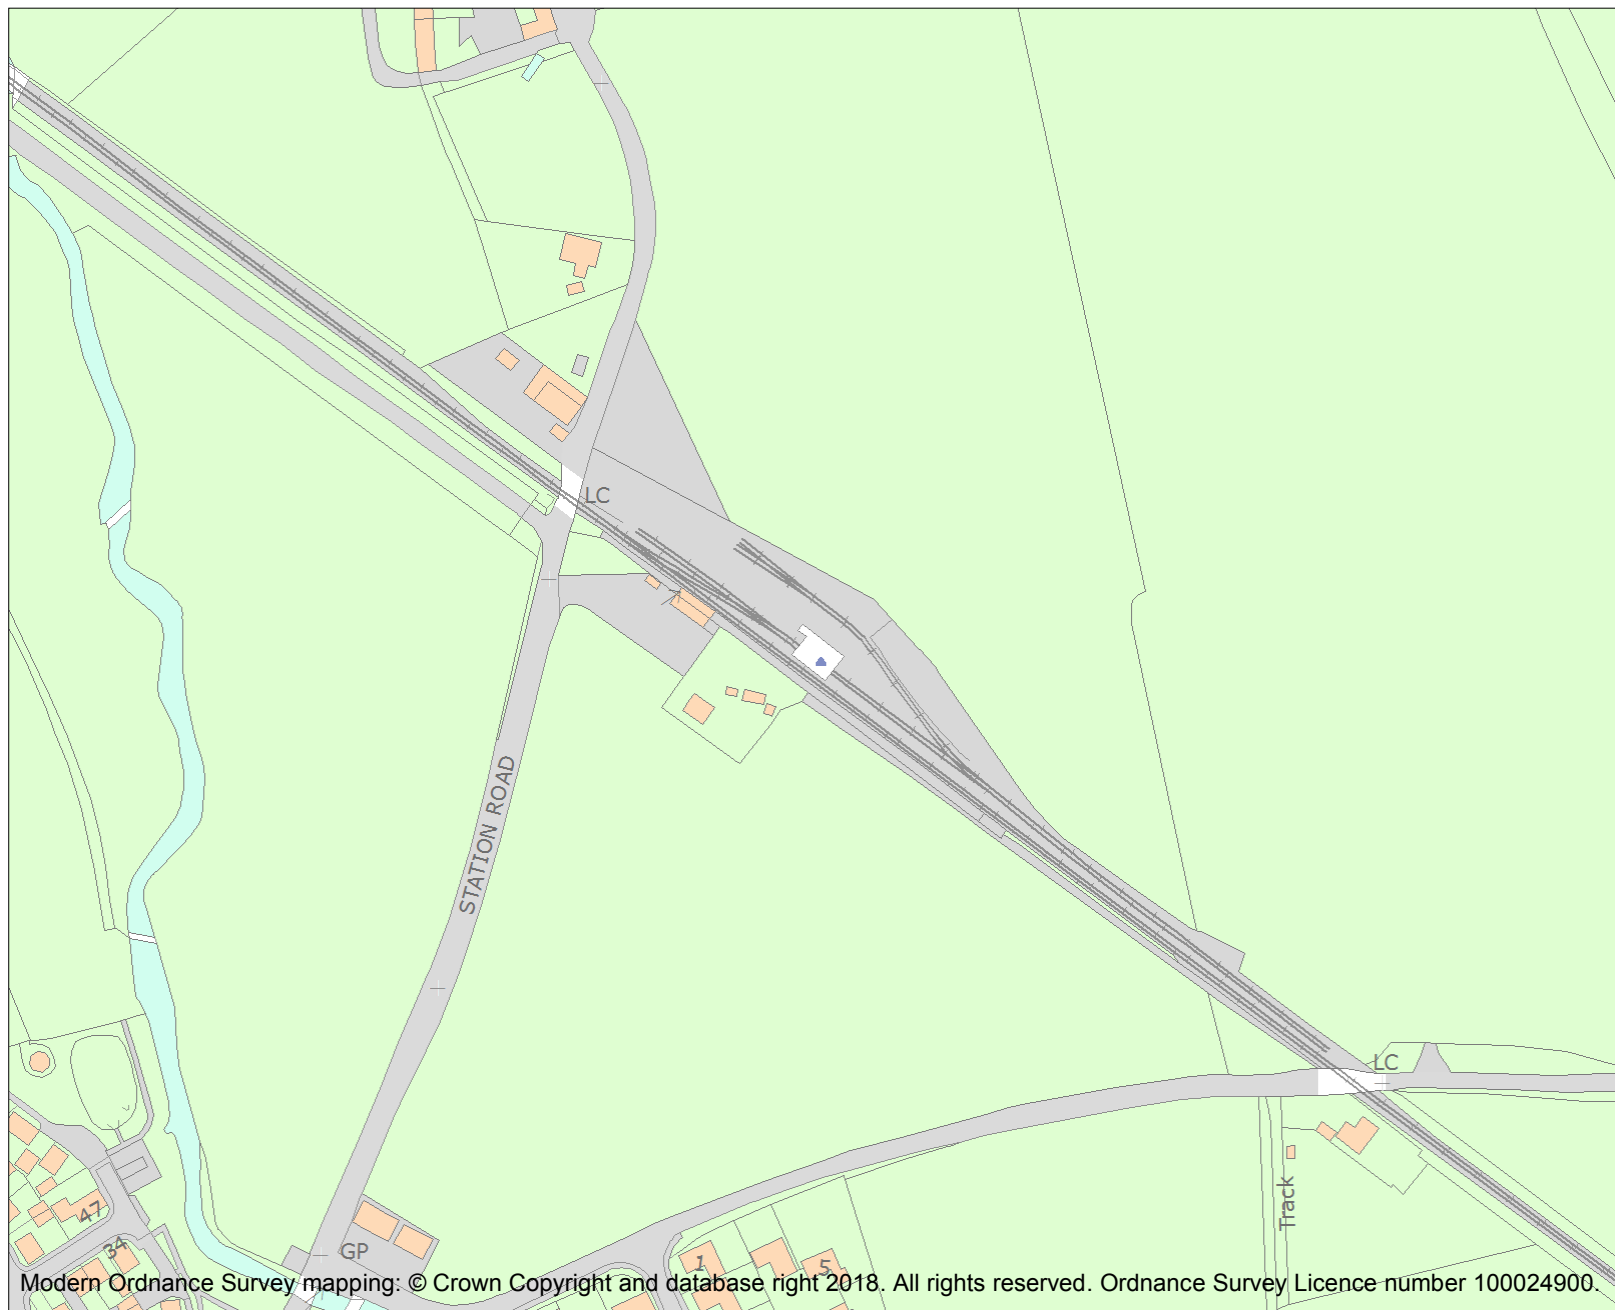 LC
STATION ROAD
LC
Track
47
34
GP
1
5
Modern Ordnance Survey mapping: © Crown Copyright and database right 2018. All rights reserved. Ordnance Survey Licence number 100024900.